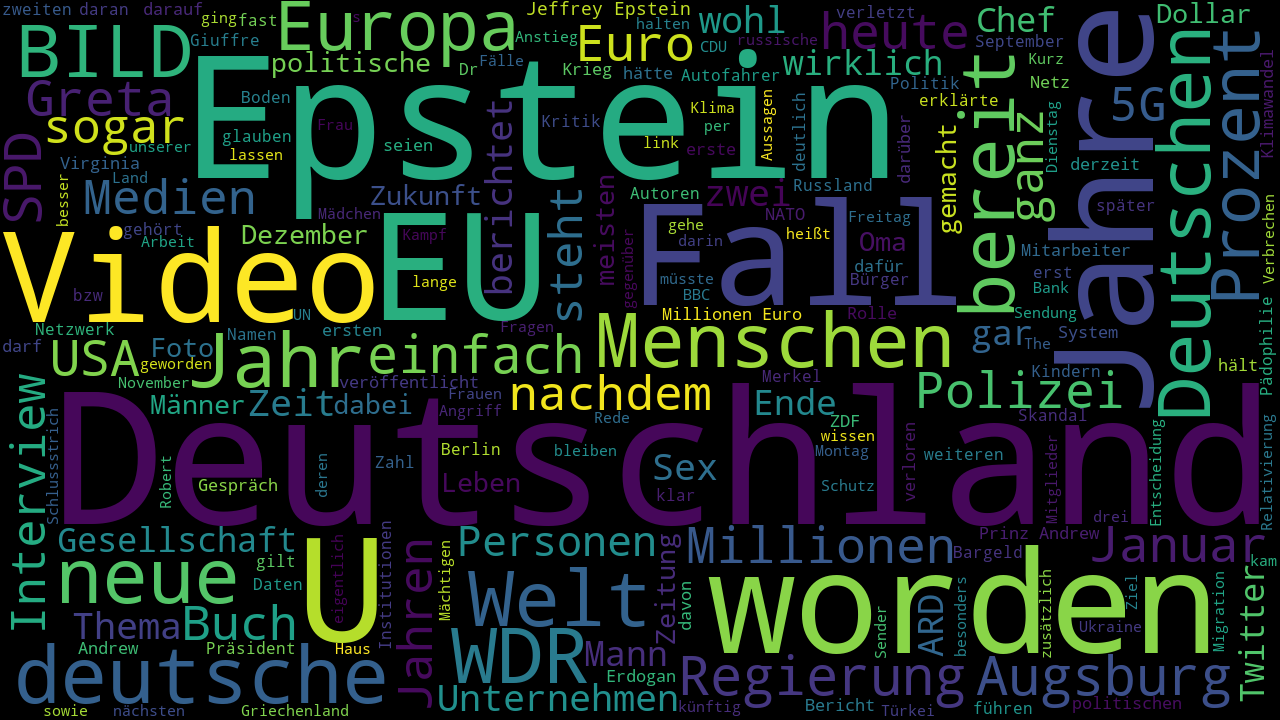 zweiten daran darauf
Jeffrey Epstein
verletzt
BILD
Europa
gingfast
Giuffre
Anstieg
Euro
wohl
halten
CDU
russische
heute
Chef
September
Dollar
Epstein
politische
Dr
Fälle
Krieg
hätte
Autofahrer
wirklich
Politik
Kurz
Netz
Jahre
Deutschen
Prozent
Klimawandel
Greta
sogar
unserer
SPD
Boden
glauben
lassen
Frau
seien
berichtet
Kritik
Klima
per
link
erste
Aussagen
deutlich
darüber
erklärte
gemacht
bereit
ganz
Dienstag
5G
derzeit
Virginia
Land
besser
Medien
gehört
Arbeit
Mädchen
Zukunft
steht
meisten
Autoren
zwei
Russland
NATO
Freitag
später
Verbrechen
Video
Dezember
EU
Kampf
lange
Fall
gegenüber
gehe
darin
heißt
Oma
dafür
Bürger
müsste
BBC
Mitarbeiter
erst
Bank
Sendung
bzw
UN
Millionen Euro
Rolle
Netzwerk
Namen
ersten
Fragen
Menschen
gar
The
System
darf
USA
Foto
geworden
Jahr
einfach
Kindern
hält
Pädophilie
November
veröffentlicht
nachdem
Merkel
Polizei
Interview
Männer
Zeit
dabei
Frauen
Angriff
Rede
Ende
ZDF
wissen
Skandal
Deutschland
Schlussstrich
Robert
Gespräch
deren
Zahl
Berlin
Leben
bleiben
Sex
klar
Montag
Schutz
verloren
weiteren
Mitglieder
drei
Entscheidung
Relativierung
Gesellschaft
gilt
Daten
neue
U
eigentlich
Institutionen
Jahren
Mächtigen
Personen
Welt
Zeitung
davon
Millionen
Prinz Andrew
Bargeld
Januar
kam
Thema
Buch
WDR
Mann
worden
Sender
ARD
besonders
zusätzlich
Ziel
Ukraine
Migration
Twitter
Andrew
Präsident
Haus
deutsche
Erdogan
Unternehmen
Regierung
Augsburg
sowie
nächsten
Griechenland
künftig
Bericht
Türkei
führen
politischen
s